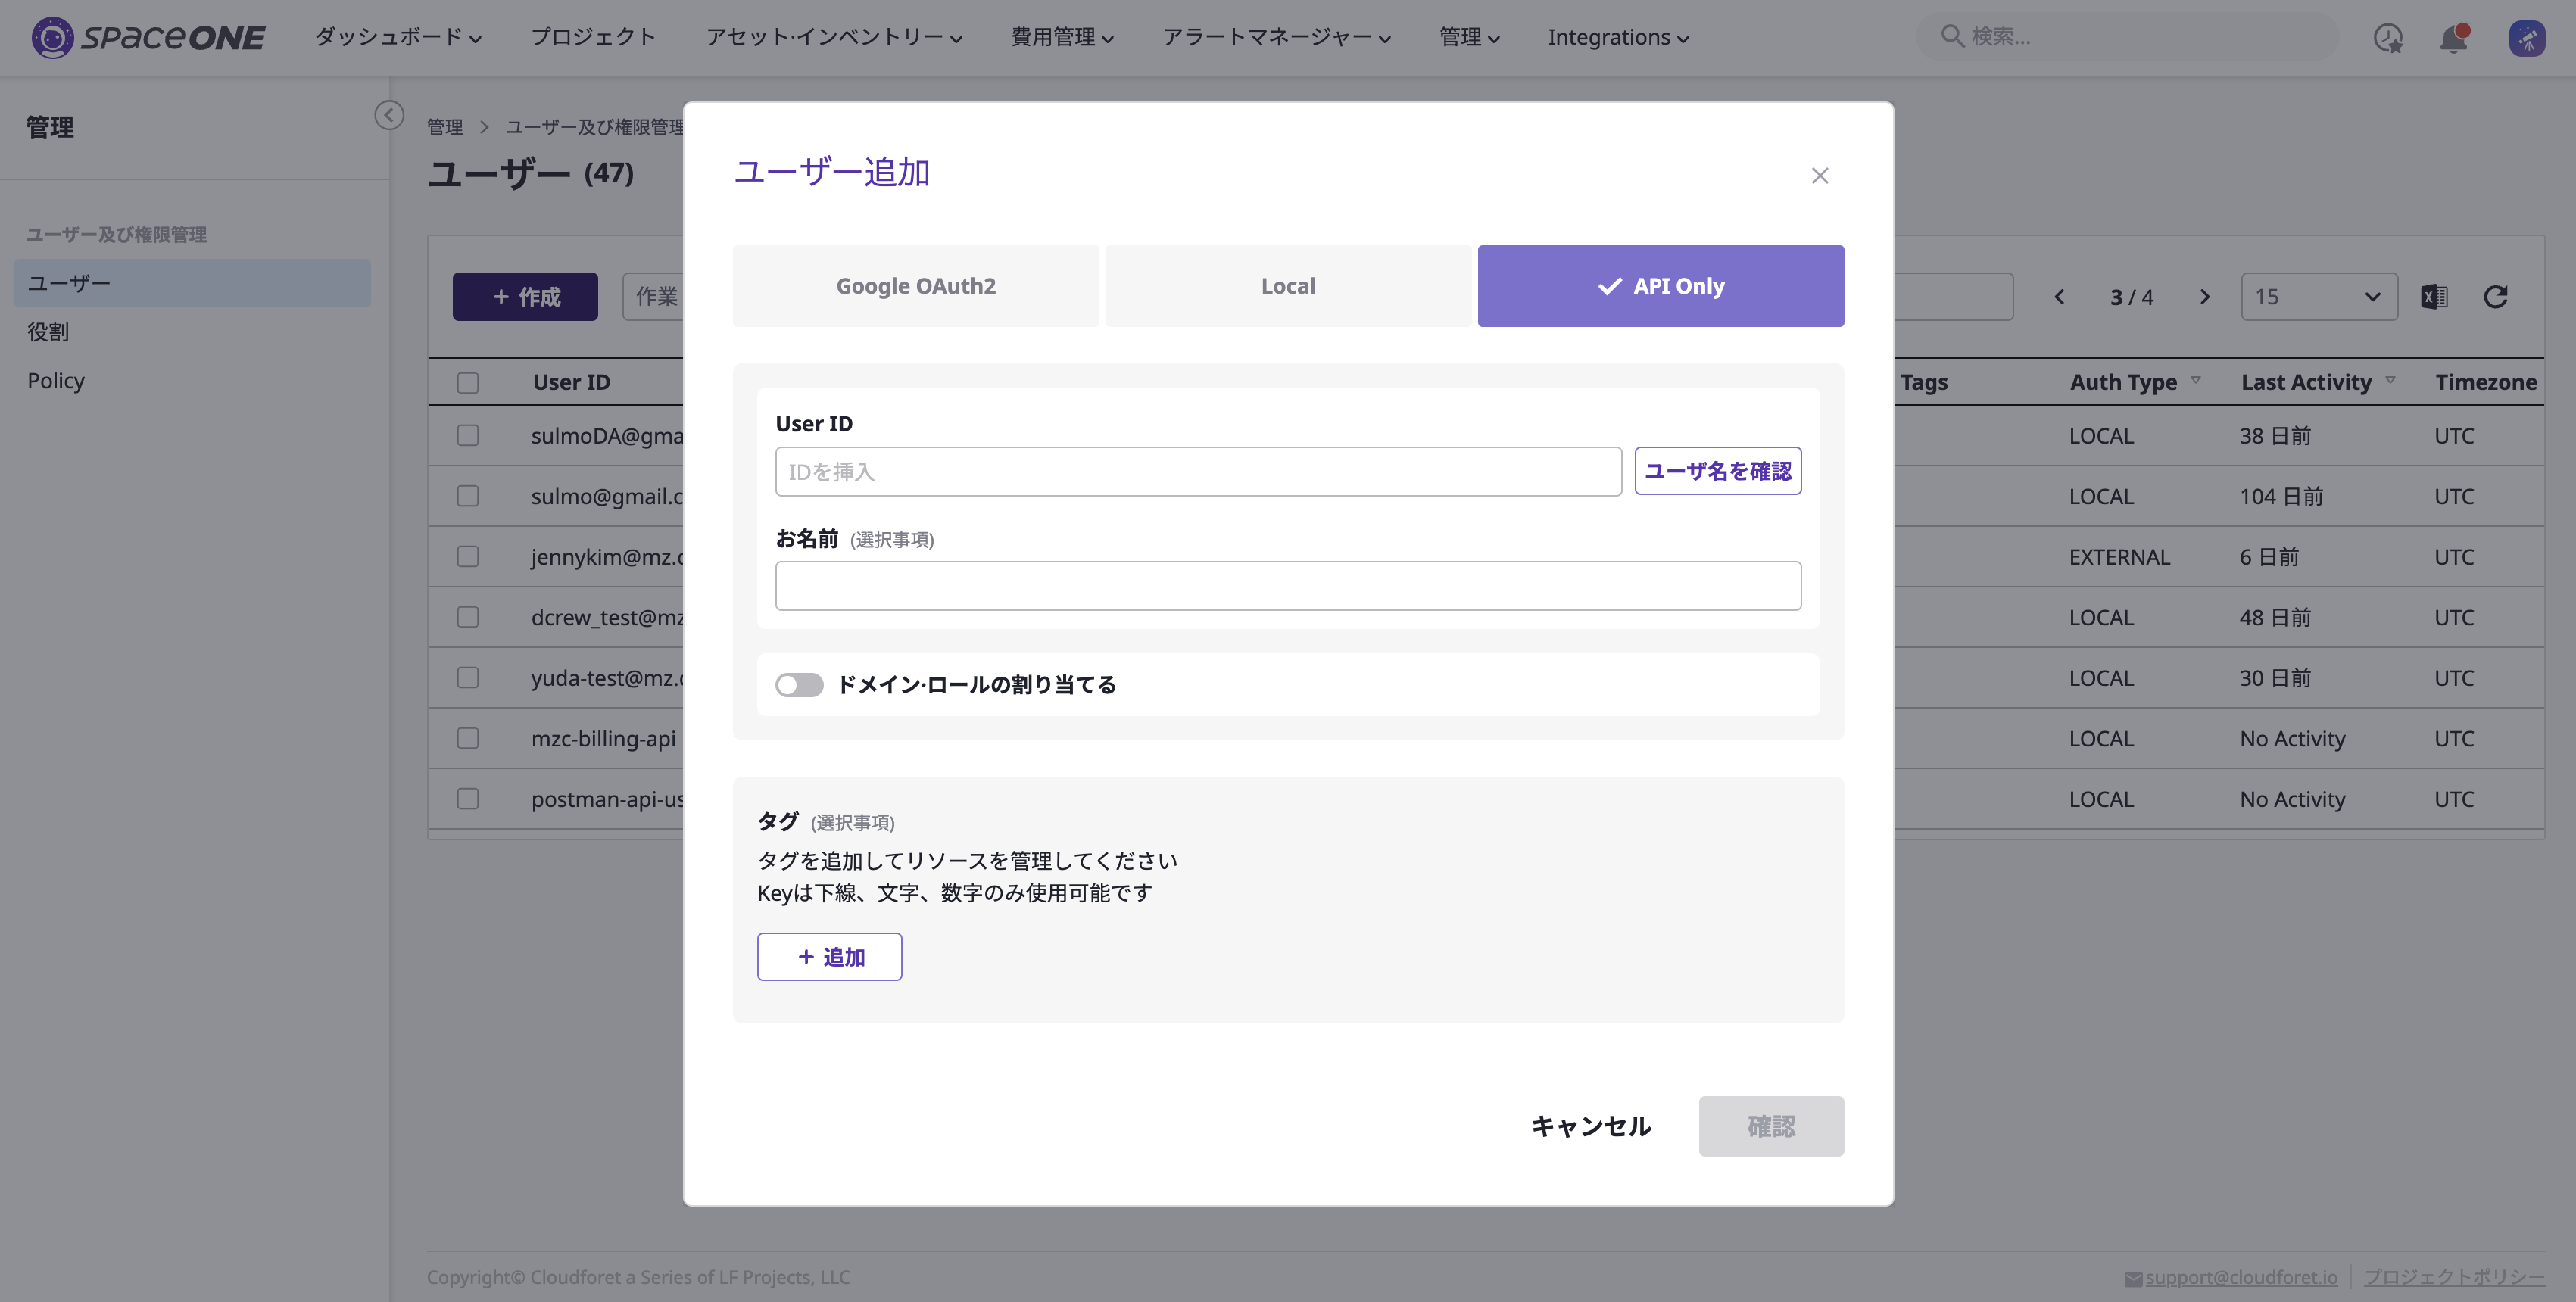 SPACEONE
ダッシュボード
プロジェクト
アセット·インベントリー
費用管理
アラートマネージャー
管理
Integrations
検索...
管理
ユーザー及び権限管理
ユーザー
役割
Policy
管理 > ユーザー及び権限管理
ユーザー (47)
+ 作成
作業
3 / 4
15
User ID
Tags
Auth Type
Last Activity
Timezone
sulmoDA@gma
LOCAL
38 日前
UTC
sulmo@gmail.c
LOCAL
104 日前
UTC
jennykim@mz.c
EXTERNAL
6 日前
UTC
dcrew_test@mz
LOCAL
48 日前
UTC
yuda-test@mz.c
LOCAL
30 日前
UTC
mzc-billing-api
LOCAL
No Activity
UTC
postman-api-us
LOCAL
No Activity
UTC
ユーザー追加
Google OAuth2
Local
API Only
User ID
IDを挿入
ユーザ名を確認
お名前 (選択事項)
ドメイン·ロールの割り当てる
タグ (選択事項)
タグを追加してリソースを管理してください
Keyは下線、文字、数字のみ使用可能です
+ 追加
キャンセル
確認
Copyright© Cloudforet a Series of LF Projects, LLC
support@cloudforet.io
プロジェクトポリシー